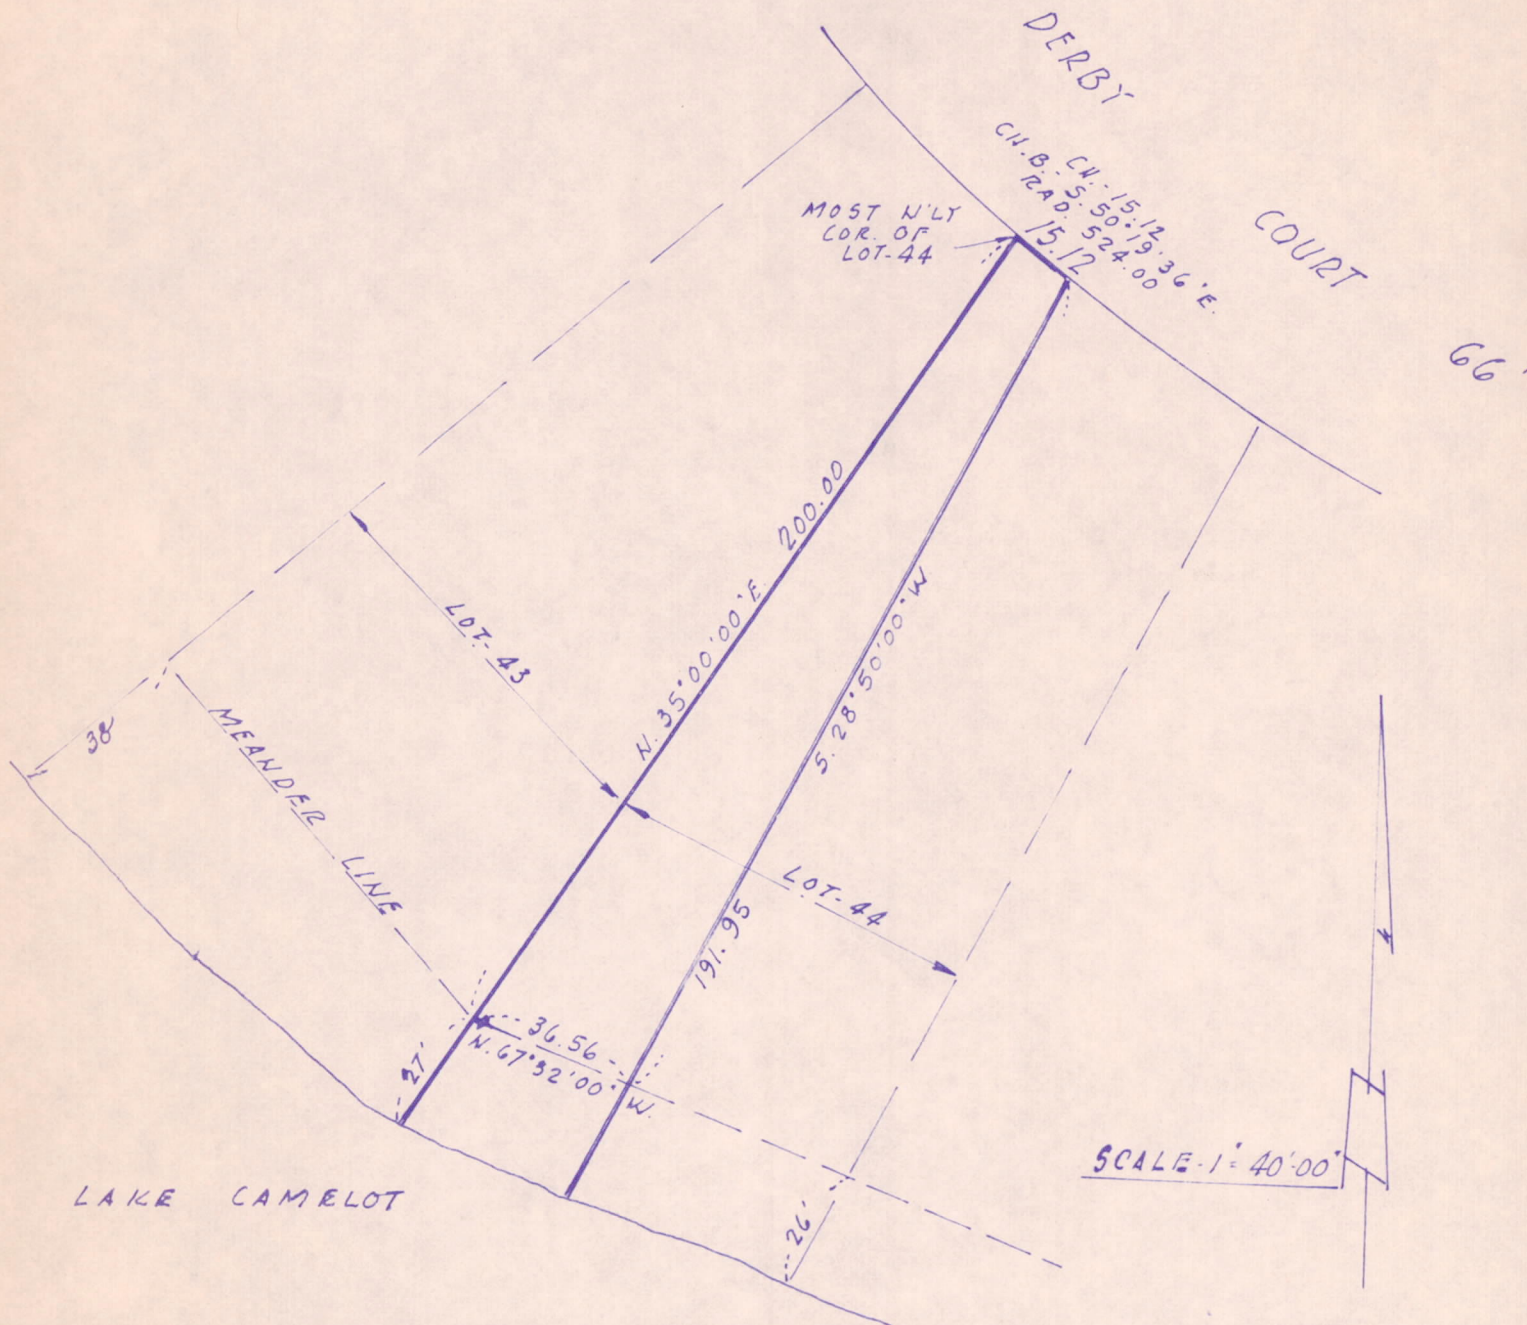 DERBY
COURT
CH. - 15.12
CH. B. - S. 50°19'36"E.
RAD. 524.00
15.12
MOST N'LY
COR. OF
LOT-44
66'
200.00
N. 35°00'00"E.
S. 28°50'00"W
191.95
LOT-43
LOT-44
38
MEANDER LINE
36.56
N. 67°32'00" W.
27'
26'
LAKE CAMELOT
SCALE-1"=40'-00"